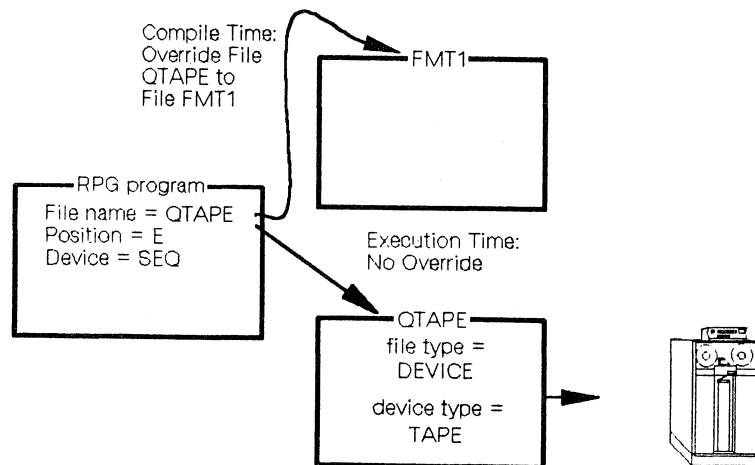 Compile Time:
Override File
QTAPE to
File FMT1
FMT1
RPG program
File name = QTAPE
Position = E
Device = SEQ
Execution Time:
No Override
QTAPE
file type =
DEVICE
device type =
TAPE